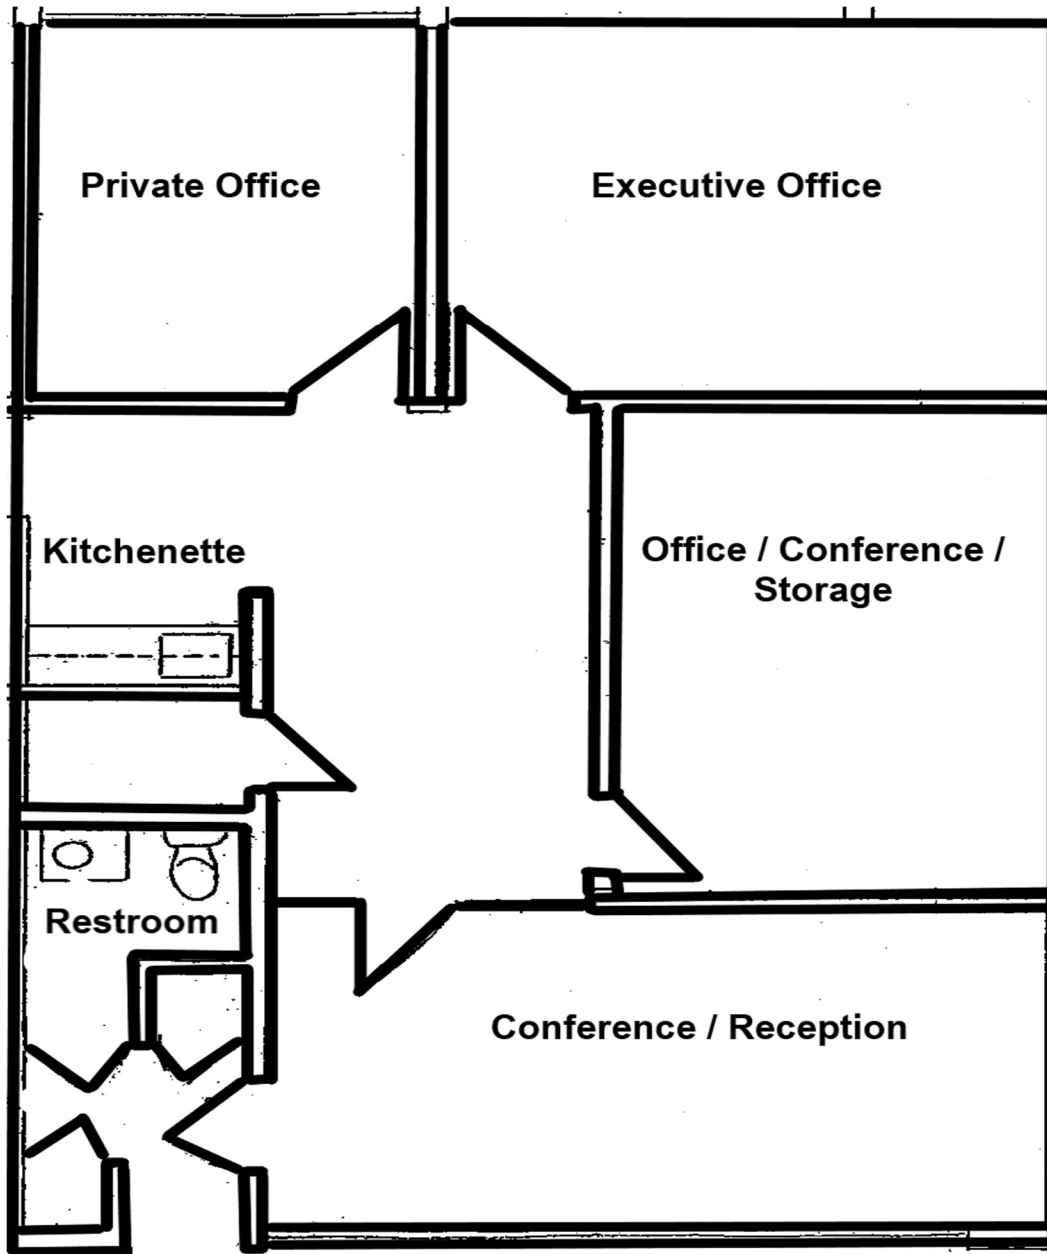 Private Office
Executive Office
Kitchenette
Office / Conference /
Storage
Restroom
Conference / Reception